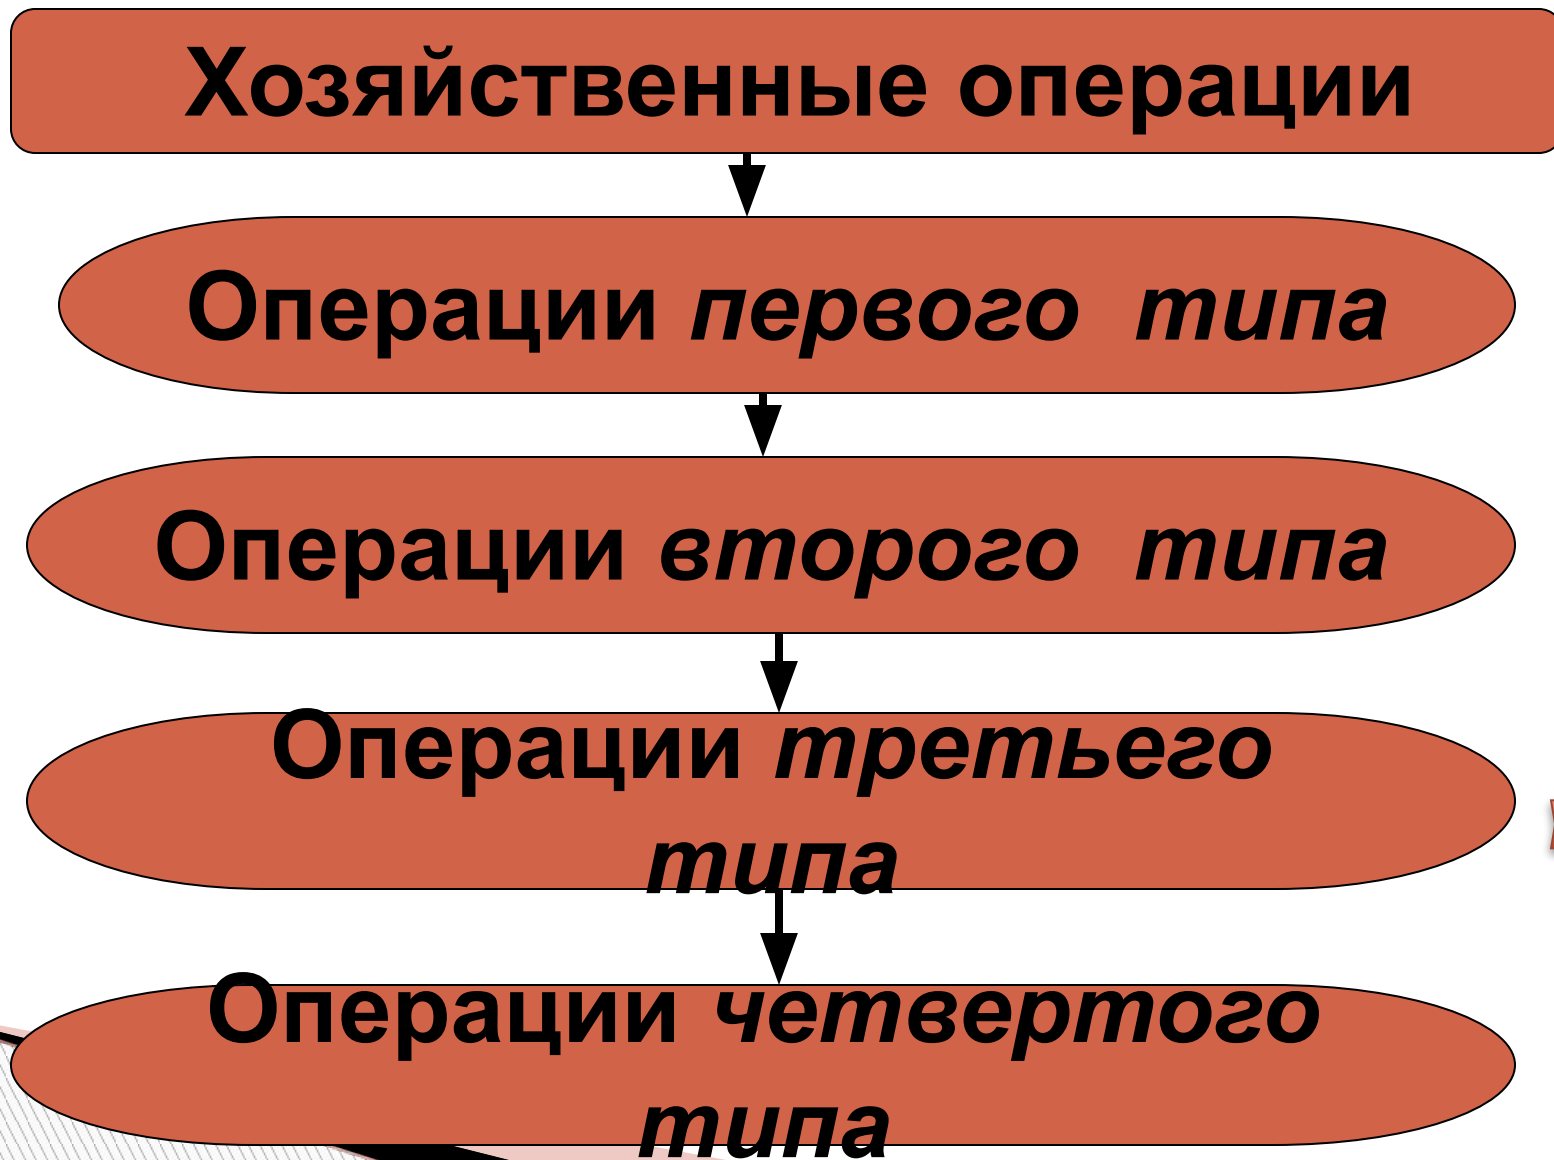 Хозяйственные операции
Операции первого типа
Операции второго типа
Операции третьего
типа
Операции четвертого
типа